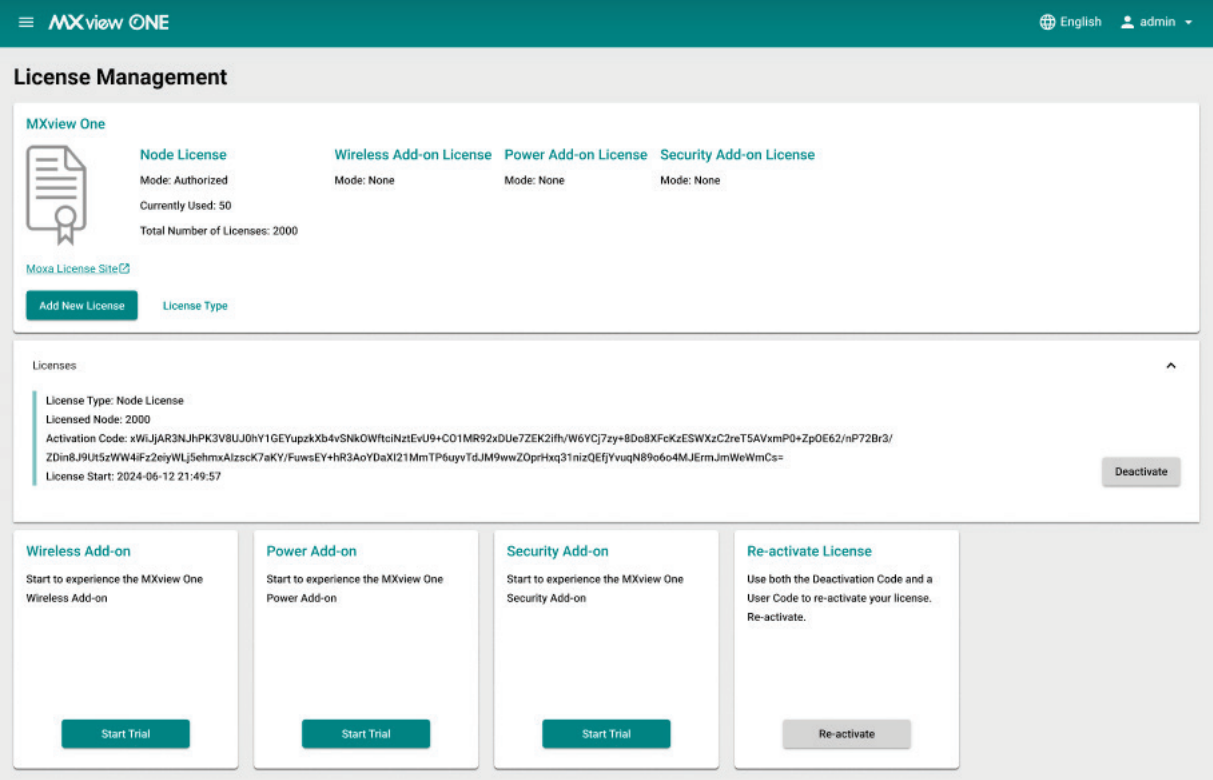 MXview ONE
English admin
License Management
MXview One
Node License Wireless Add-on License Power Add-on License Security Add-on License
Mode: Authorized Mode: None Mode: None Mode: None
Currently Used: 50
Total Number of Licenses: 2000
Moxa License Site
Add New License License Type
Licenses
License Type: Node License
Licensed Node: 2000
Activation Code: xWiJjAR3NJhPK3V8UJ0hY1GEYupzkXb4vSNkOWftciNztEvU9+CO1MR92xDUe7ZEK2ifh/W6YCj7zy+8Do8XFcKzESWXzC2reT5AVxmP0+ZpOE62/nP72Br3/
ZDin8J9Ut5zWW4iFz2eiyWLj5ehmxAIzscK7aKY/FuwsEY+hR3AoYDaXI21MmTP6uyvTdJM9wwZOprHxq31nizQEfjYvuqN89o6o4MJErmJmWeWmCs=
License Start: 2024-06-12 21:49:57
Deactivate
Wireless Add-on
Start to experience the MXview One
Wireless Add-on
Start Trial
Power Add-on
Start to experience the MXview One
Power Add-on
Start Trial
Security Add-on
Start to experience the MXview One
Security Add-on
Start Trial
Re-activate License
Use both the Deactivation Code and a
User Code to re-activate your license.
Re-activate.
Re-activate